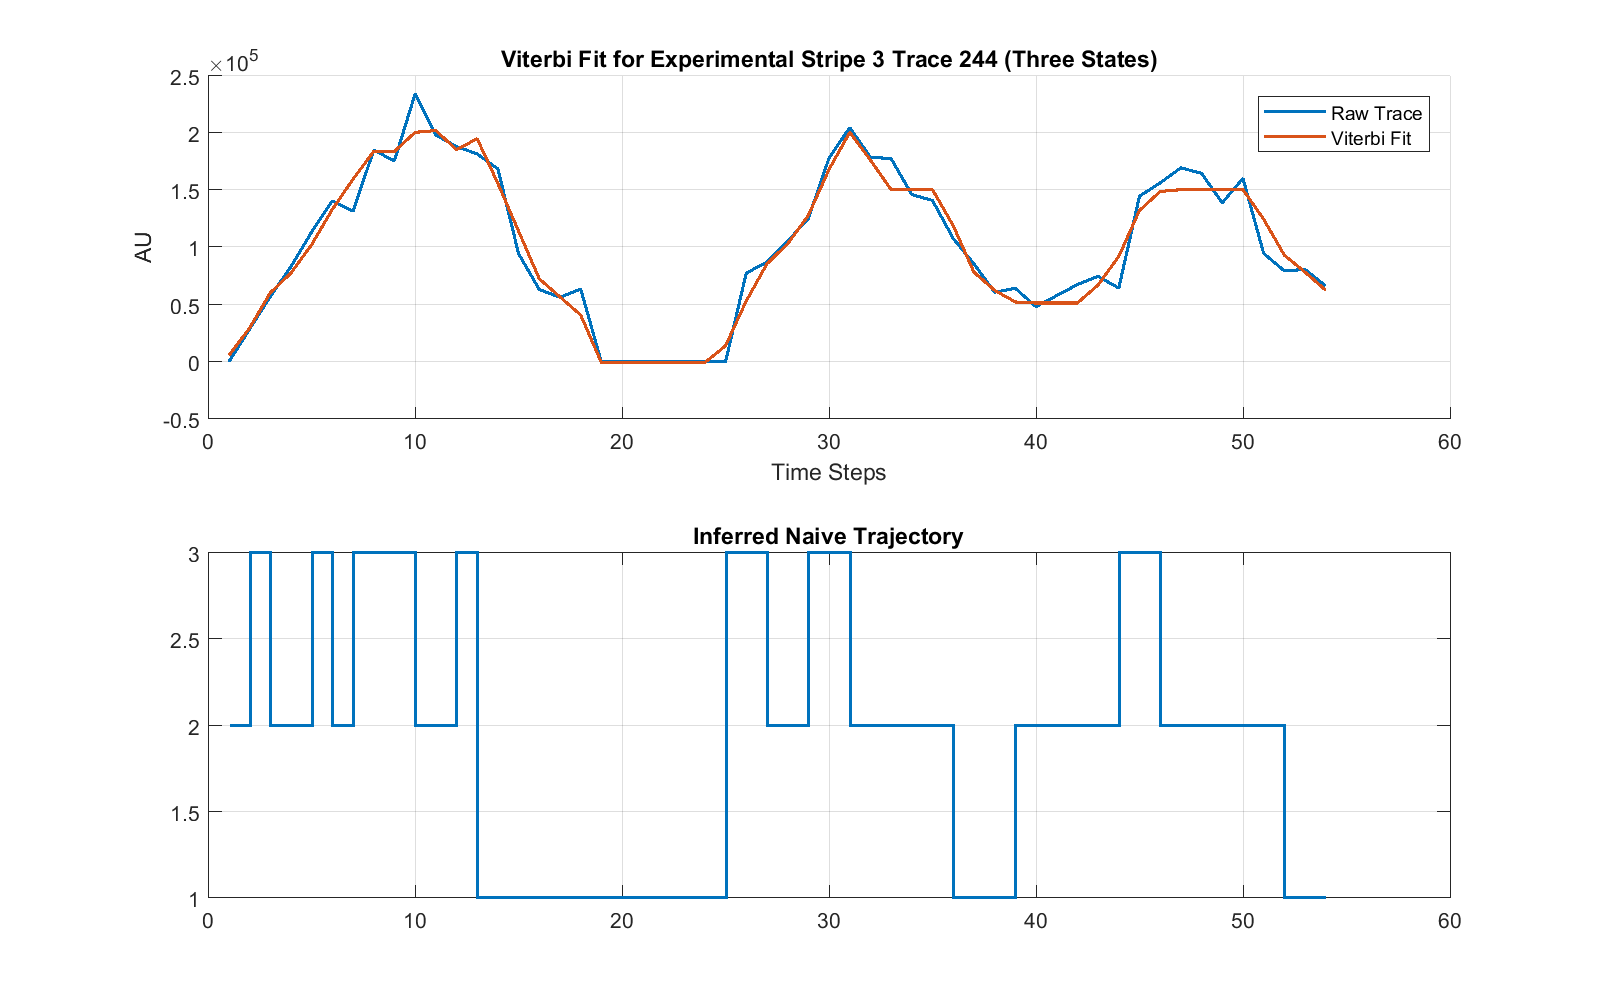 Viterbi Fit for Experimental Stripe 3 Trace 244 (Three States)
×10^5
2.5
2
1.5
1
0.5
0
-0.5
AU
Raw Trace
Viterbi Fit
0 10 20 30 40 50 60
Time Steps
Inferred Naive Trajectory
3
2.5
2
1.5
1
0 10 20 30 40 50 60